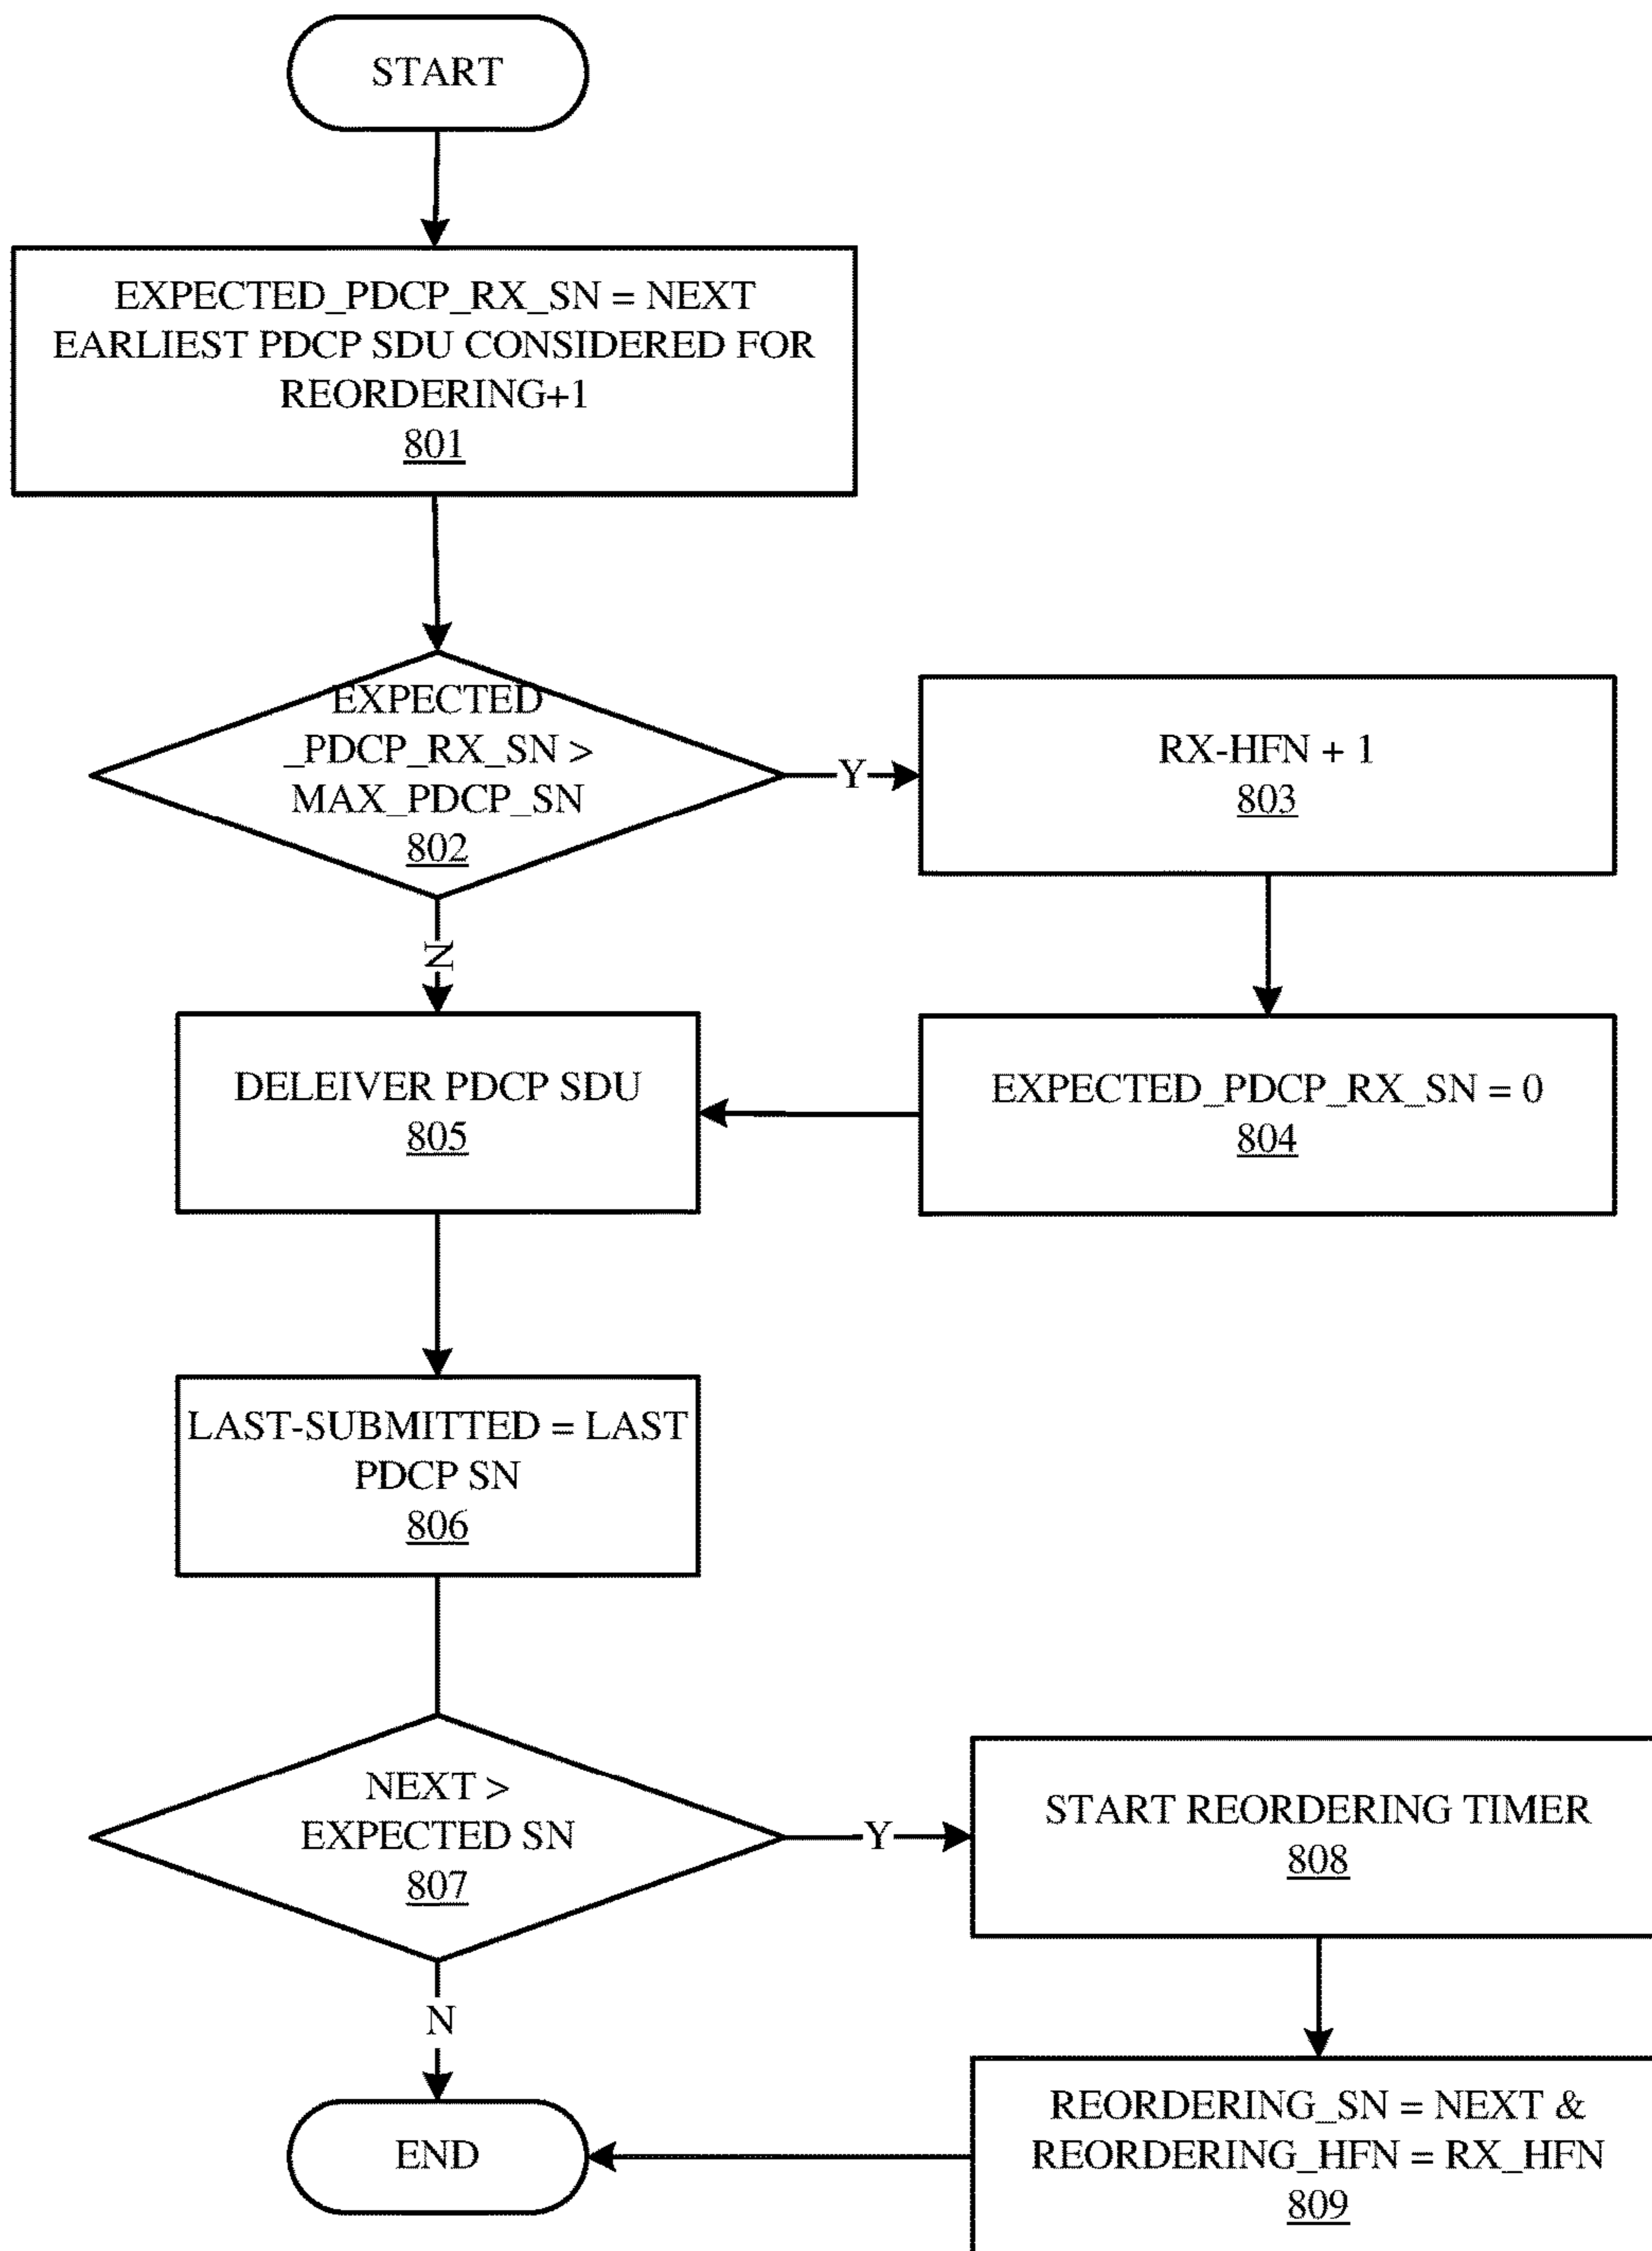 START
EXPECTED_PDCP_RX_SN = NEXT
EARLIEST PDCP SDU CONSIDERED FOR
REORDERING+1
801
EXPECTED
_PDCP_RX_SN >
MAX_PDCP_SN
802
Y
RX-HFN + 1
803
N
DELEIVER PDCP SDU
805
EXPECTED_PDCP_RX_SN = 0
804
LAST-SUBMITTED = LAST
PDCP SN
806
NEXT >
EXPECTED SN
807
Y
START REORDERING TIMER
808
N
END
REORDERING_SN = NEXT &
REORDERING_HFN = RX_HFN
809